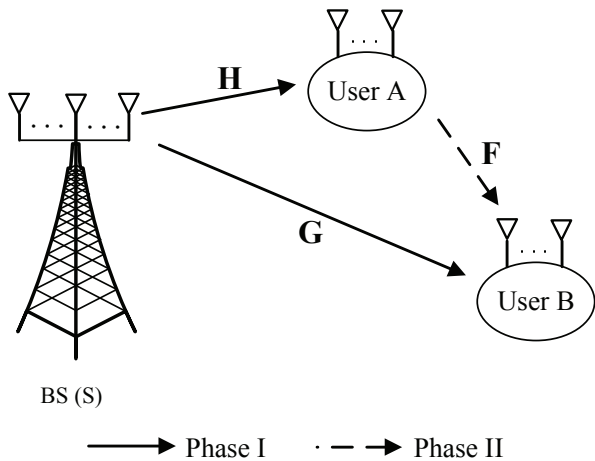 H
User A
F
G
User B
BS (S)
Phase I
Phase II